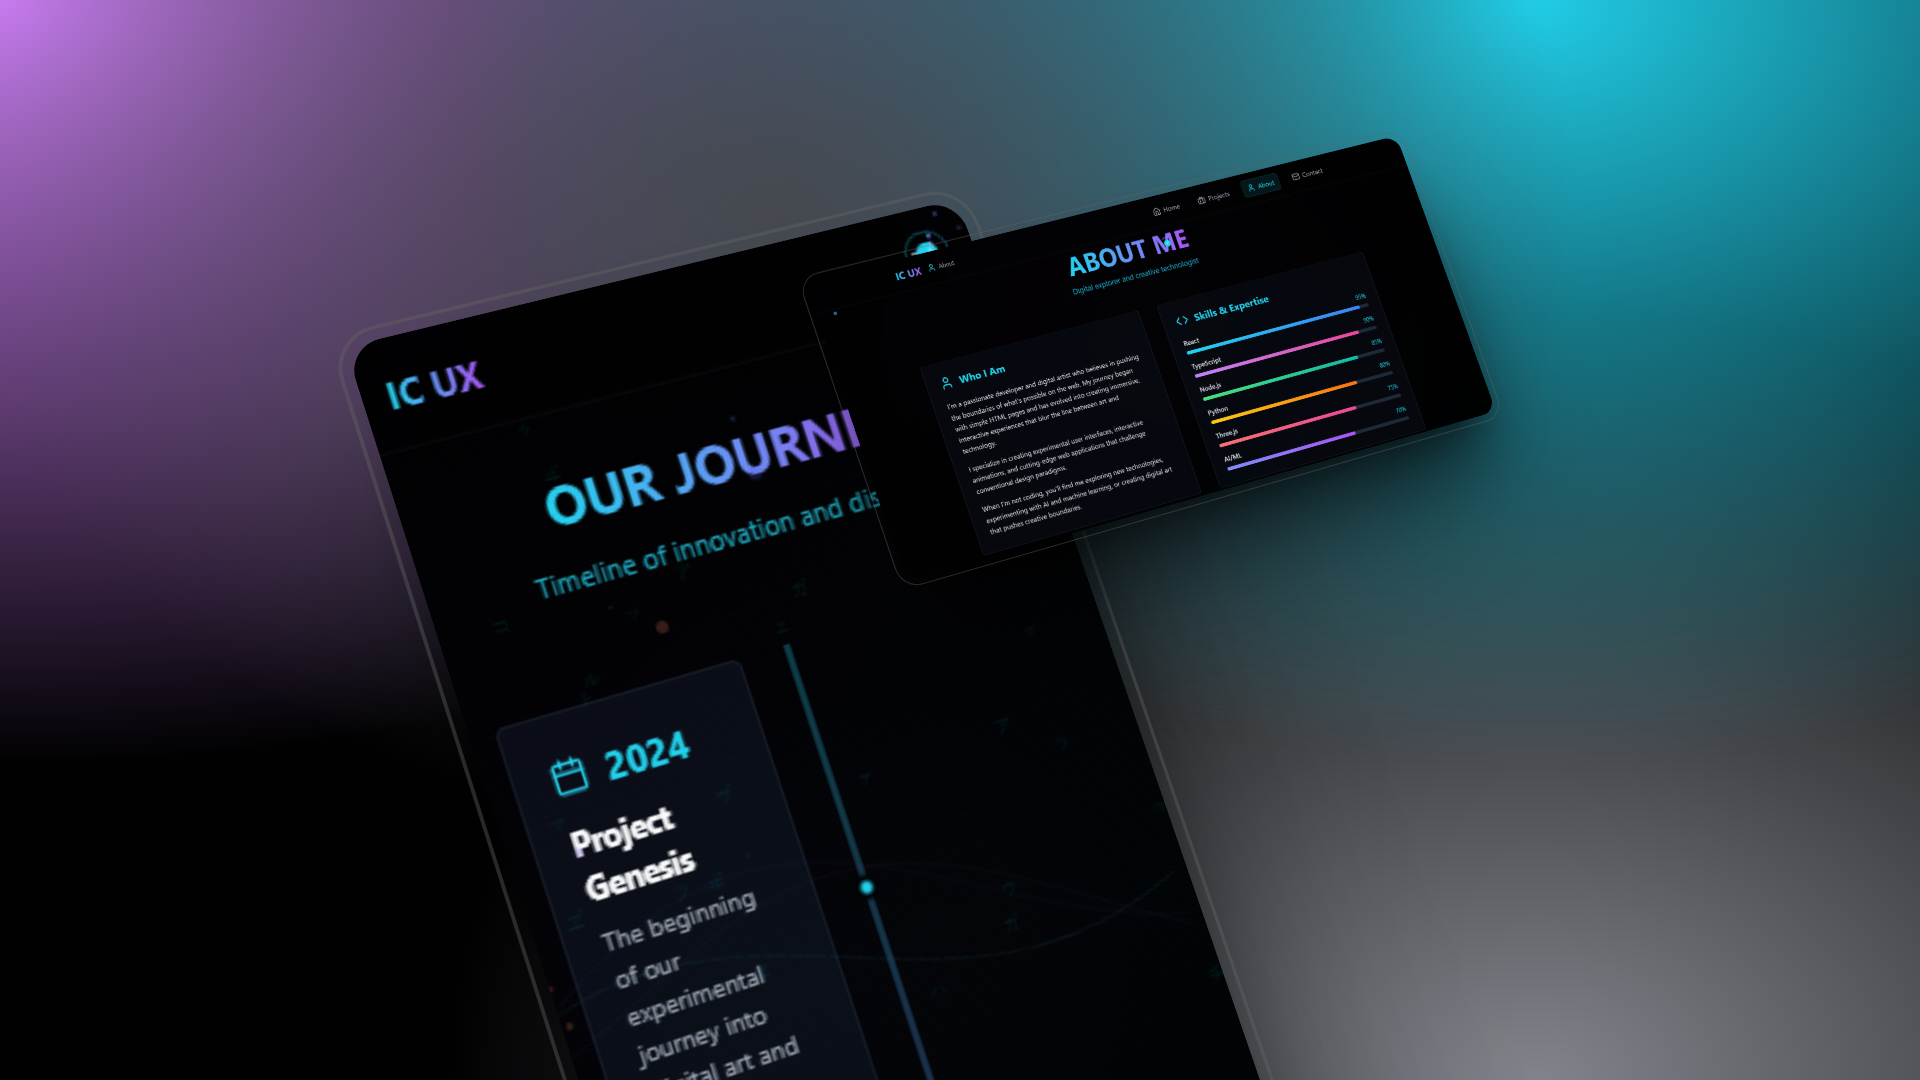 IC UX
OUR JOURN
Timeline of innovation and dis
2024
Project
Genesis
The beginning
of our
experimental
journey into
ital art and
IC UX
About
Home
Projects
About
Contact
ABOUT ME
Digital explorer and creative technologist
Who I Am
I'm a passionate developer and digital artist who believes in pushing
the boundaries of what's possible on the web. My journey began
with simple HTML pages and has evolved into creating immersive,
interactive experiences that blur the line between art and
technology.
I specialize in creating experimental user interfaces, interactive
animations, and cutting-edge web applications that challenge
conventional design paradigms.
When I'm not coding, you'll find me exploring new technologies,
experimenting with AI and machine learning, or creating digital art
that pushes creative boundaries.
Skills & Expertise
React
95%
TypeScript
90%
Node.js
85%
Python
80%
Three.js
75%
AI/ML
70%